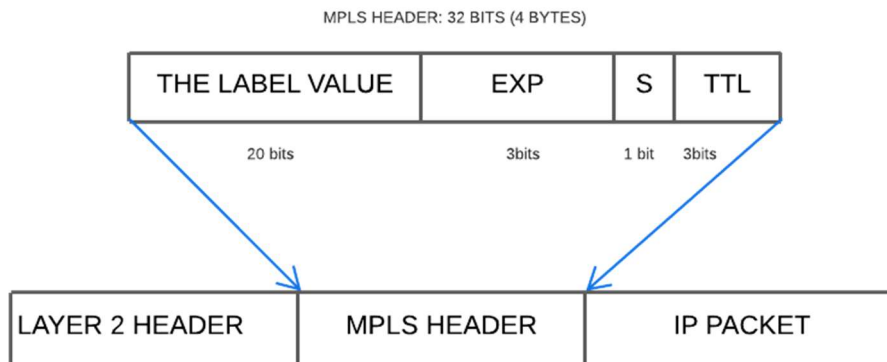 MPLS HEADER: 32 BITS (4 BYTES)
THE LABEL VALUE EXP S TTL
20 bits 3bits 1 bit 3bits
LAYER 2 HEADER MPLS HEADER IP PACKET